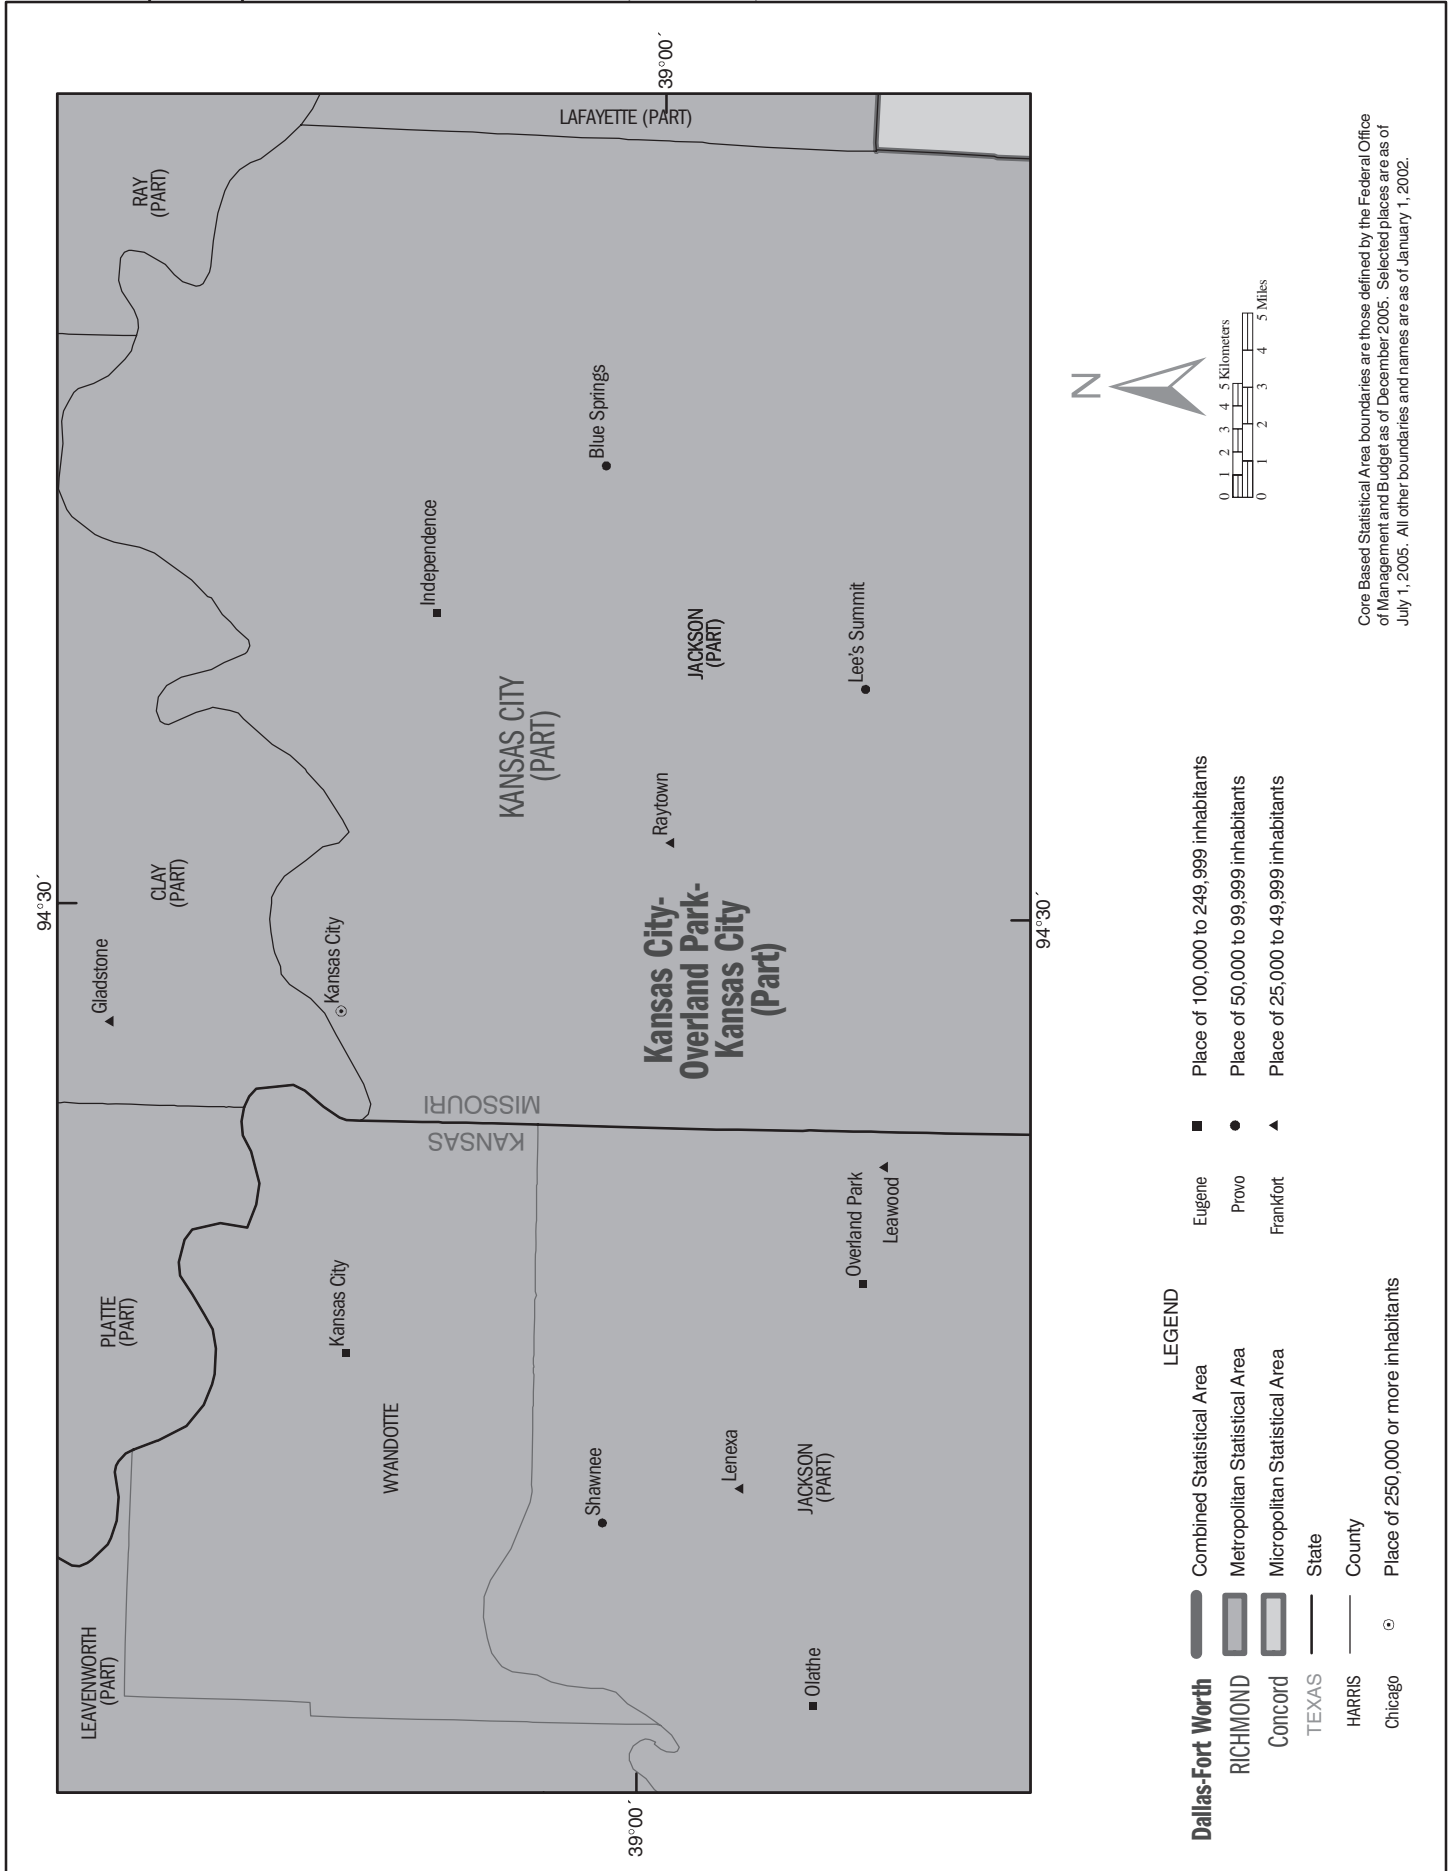 94°30´
39°00´
LEAVENWORTH
(PART)
PLATTE
(PART)
Gladstone
CLAY
(PART)
RAY
(PART)
Kansas City
Kansas City
WYANDOTTE
KANSAS
MISSOURI
Independence
KANSAS CITY
(PART)
LAFAYETTE (PART)
Shawnee
Blue Springs
Lenexa
Kansas City-
Overland Park-
Kansas City
(Part)
Raytown
JACKSON
(PART)
JACKSON
(PART)
Olathe
Overland Park
Leawood
Lee's Summit
39°00´
94°30´
N
0 1 2 3 4 5 Kilometers
0 1 2 3 4 5 Miles
LEGEND
Dallas-Fort Worth Combined Statistical Area
RICHMOND Metropolitan Statistical Area
Concord Micropolitan Statistical Area
TEXAS State
HARRIS County
Chicago Place of 250,000 or more inhabitants
Eugene Place of 100,000 to 249,999 inhabitants
Provo Place of 50,000 to 99,999 inhabitants
Frankfort Place of 25,000 to 49,999 inhabitants
Core Based Statistical Area boundaries are those defined by the Federal Office
of Management and Budget as of December 2005. Selected places are as of
July 1, 2005. All other boundaries and names are as of January 1, 2002.